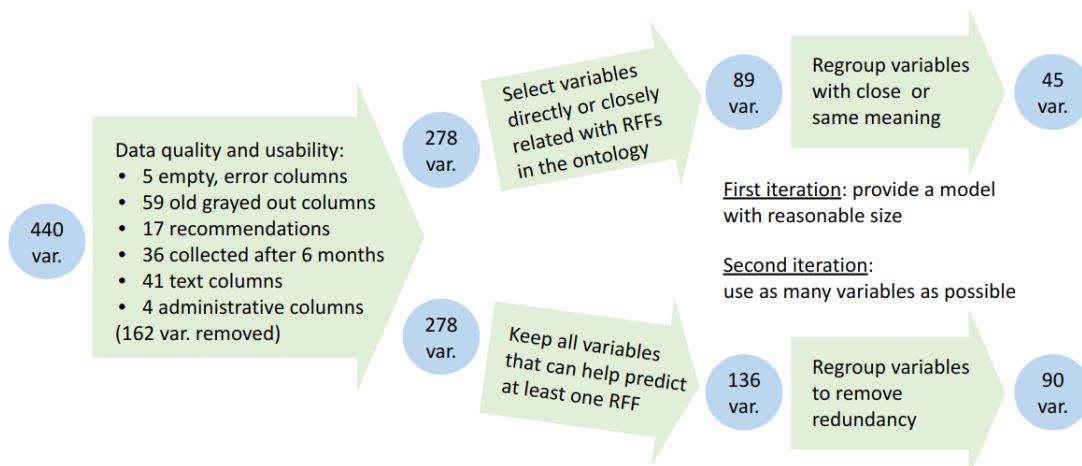 440
var.
Data quality and usability:
• 5 empty, error columns
• 59 old grayed out columns
• 17 recommendations
• 36 collected after 6 months
• 41 text columns
• 4 administrative columns
(162 var. removed)
278
var.
Select variables
directly or closely
related with RFFs
in the ontology
89
var.
Regroup variables
with close or
same meaning
45
var.
First iteration: provide a model
with reasonable size
Second iteration:
use as many variables as possible
278
var.
Keep all variables
that can help predict
at least one RFF
136
var.
Regroup variables
to remove
redundancy
90
var.